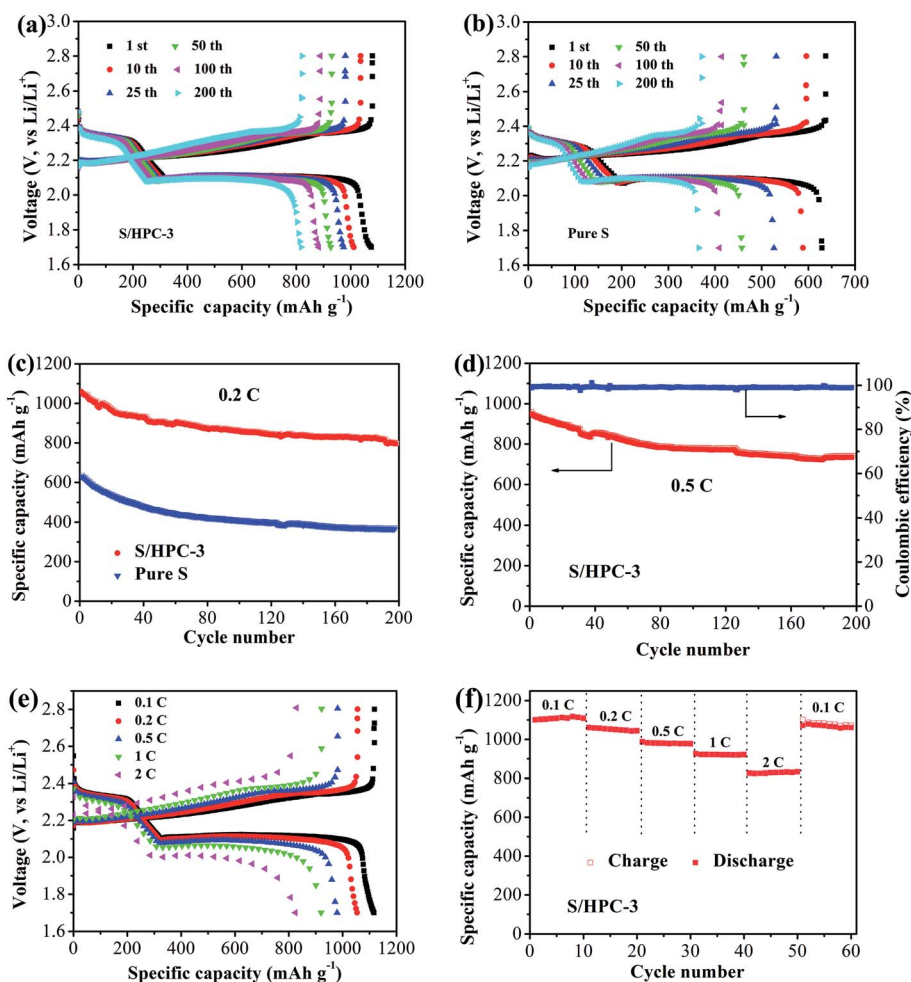 (a)
3.0
2.8
2.6
2.4
2.2
2.0
1.8
1.6
Voltage (V, vs Li/Li+)
1 st
50 th
10 th
100 th
25 th
200 th
S/HPC-3
0 200 400 600 800 1000 1200
Specific capacity (mAh g-1)
(b)
3.0
2.8
2.6
2.4
2.2
2.0
1.8
1.6
Voltage (V, vs Li/Li+)
1 st
50 th
10 th
100 th
25 th
200 th
Pure S
0 100 200 300 400 500 600 700
Specific capacity (mAh g-1)
(c)
1200
1000
800
600
400
200
0
Specific capacity (mAh g-1)
0.2 C
S/HPC-3
Pure S
0 40 80 120 160 200
Cycle number
(d)
1200
1000
800
600
400
200
0
Specific capacity (mAh g-1)
0.5 C
S/HPC-3
100
80
60
40
20
0
Coulombic efficiency (%)
0 40 80 120 160 200
Cycle number
(e)
2.8
2.6
2.4
2.2
2.0
1.8
1.6
Voltage (V, vs Li/Li+)
0.1 C
0.2 C
0.5 C
1 C
2 C
0 200 400 600 800 1000 1200
Specific capacity (mAh g-1)
(f)
1200
1000
800
600
400
200
0
Specific capacity (mAh g-1)
0.1 C
0.2 C
0.5 C
1 C
2 C
0.1 C
Charge
Discharge
S/HPC-3
0 10 20 30 40 50 60
Cycle number